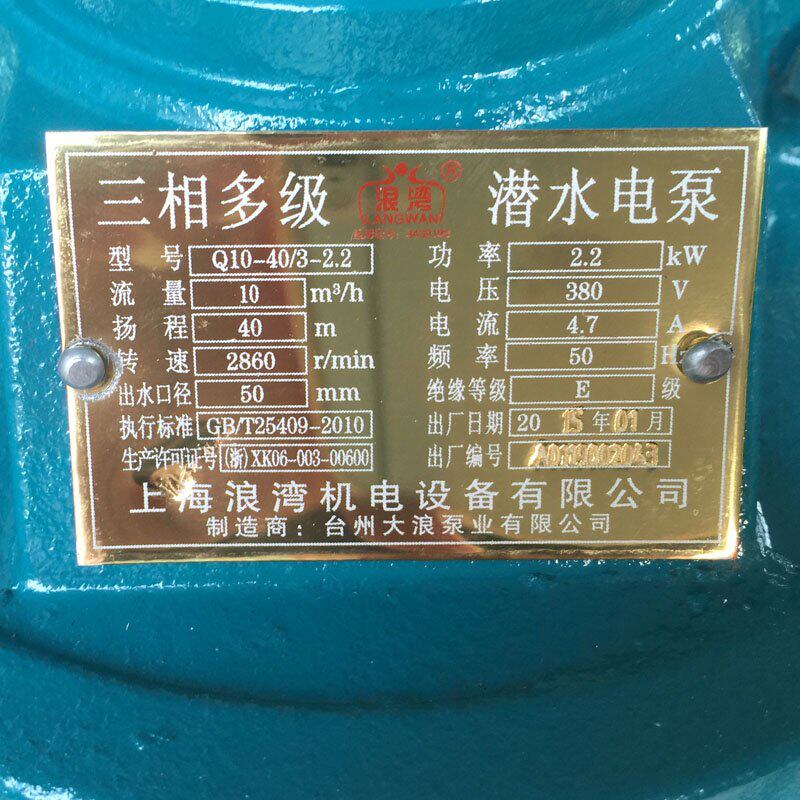 三相多级 浪湾 LANGWAN 潜水电泵
型号 Q10-40/3-2.2 功率 2.2 kW
流量 10 m³/h 电压 380 V
扬程 40 m 电流 4.7 A
转速 2860 r/min 频率 50
出水口径 50 mm 绝缘等级 E 级
执行标准 GB/T25409-2010 出厂日期 2015年01月
生产许可证号 (浙)XK06-003-00600 出厂编号
上海浪湾机电设备有限公司
制造商：台州大浪泵业有限公司